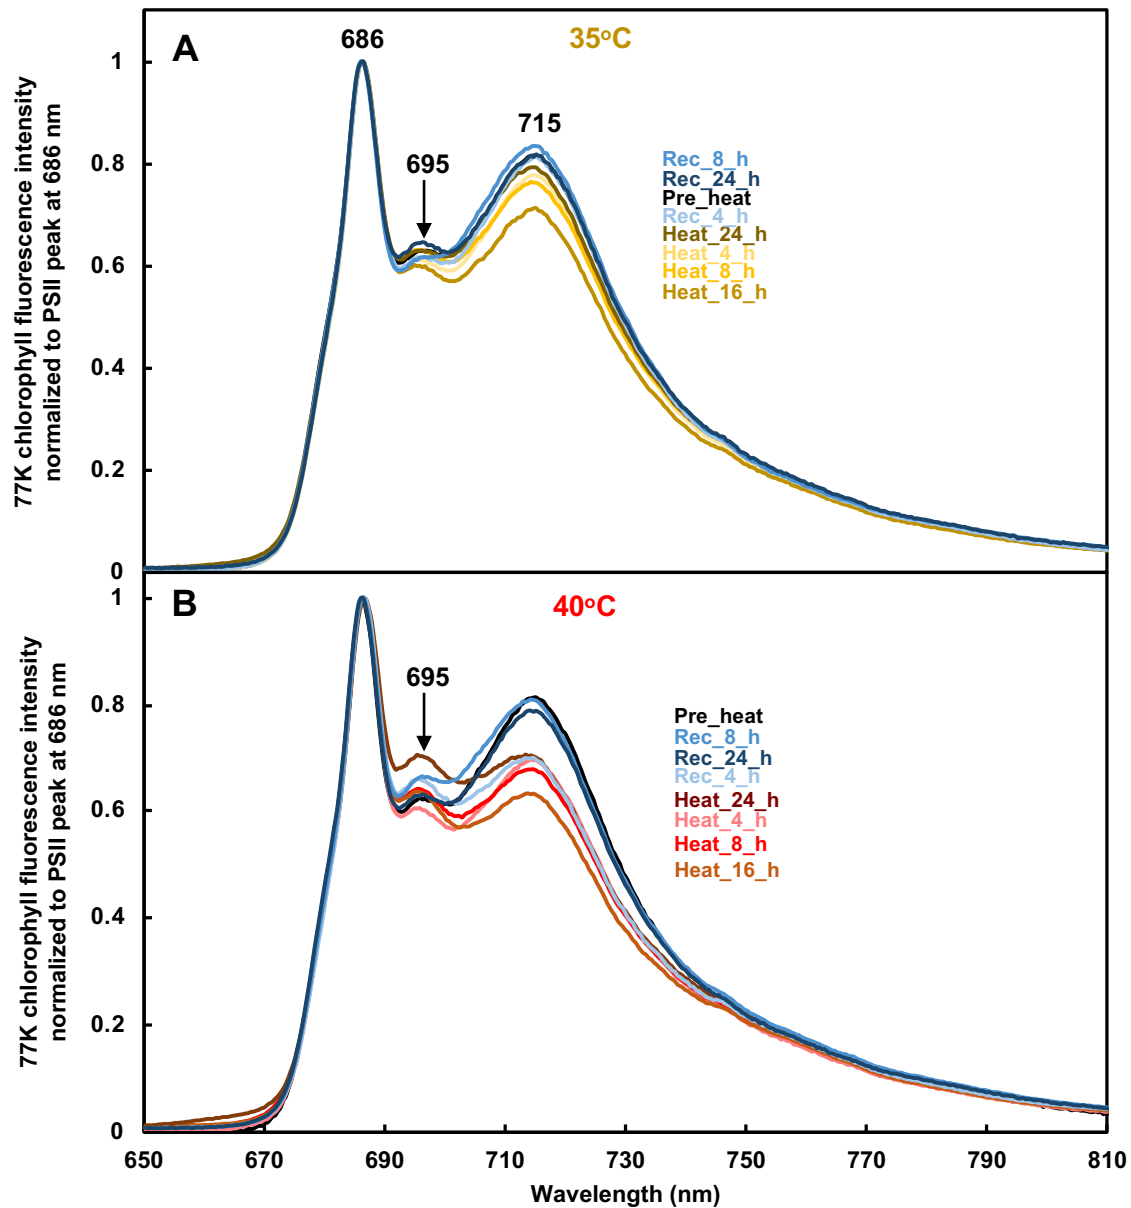 A
686
35°C
715
695
Rec_8_h
Rec_24_h
Pre_heat
Rec_4_h
Heat_24_h
Heat_4_h
Heat_8_h
Heat_16_h
77K chlorophyll fluorescence intensity
normalized to PSII peak at 686 nm
1
0.8
0.6
0.4
0.2
0
B
40°C
695
Pre_heat
Rec_8_h
Rec_24_h
Rec_4_h
Heat_24_h
Heat_4_h
Heat_8_h
Heat_16_h
77K chlorophyll fluorescence intensity
normalized to PSII peak at 686 nm
1
0.8
0.6
0.4
0.2
0
650 670 690 710 730 750 770 790 810
Wavelength (nm)